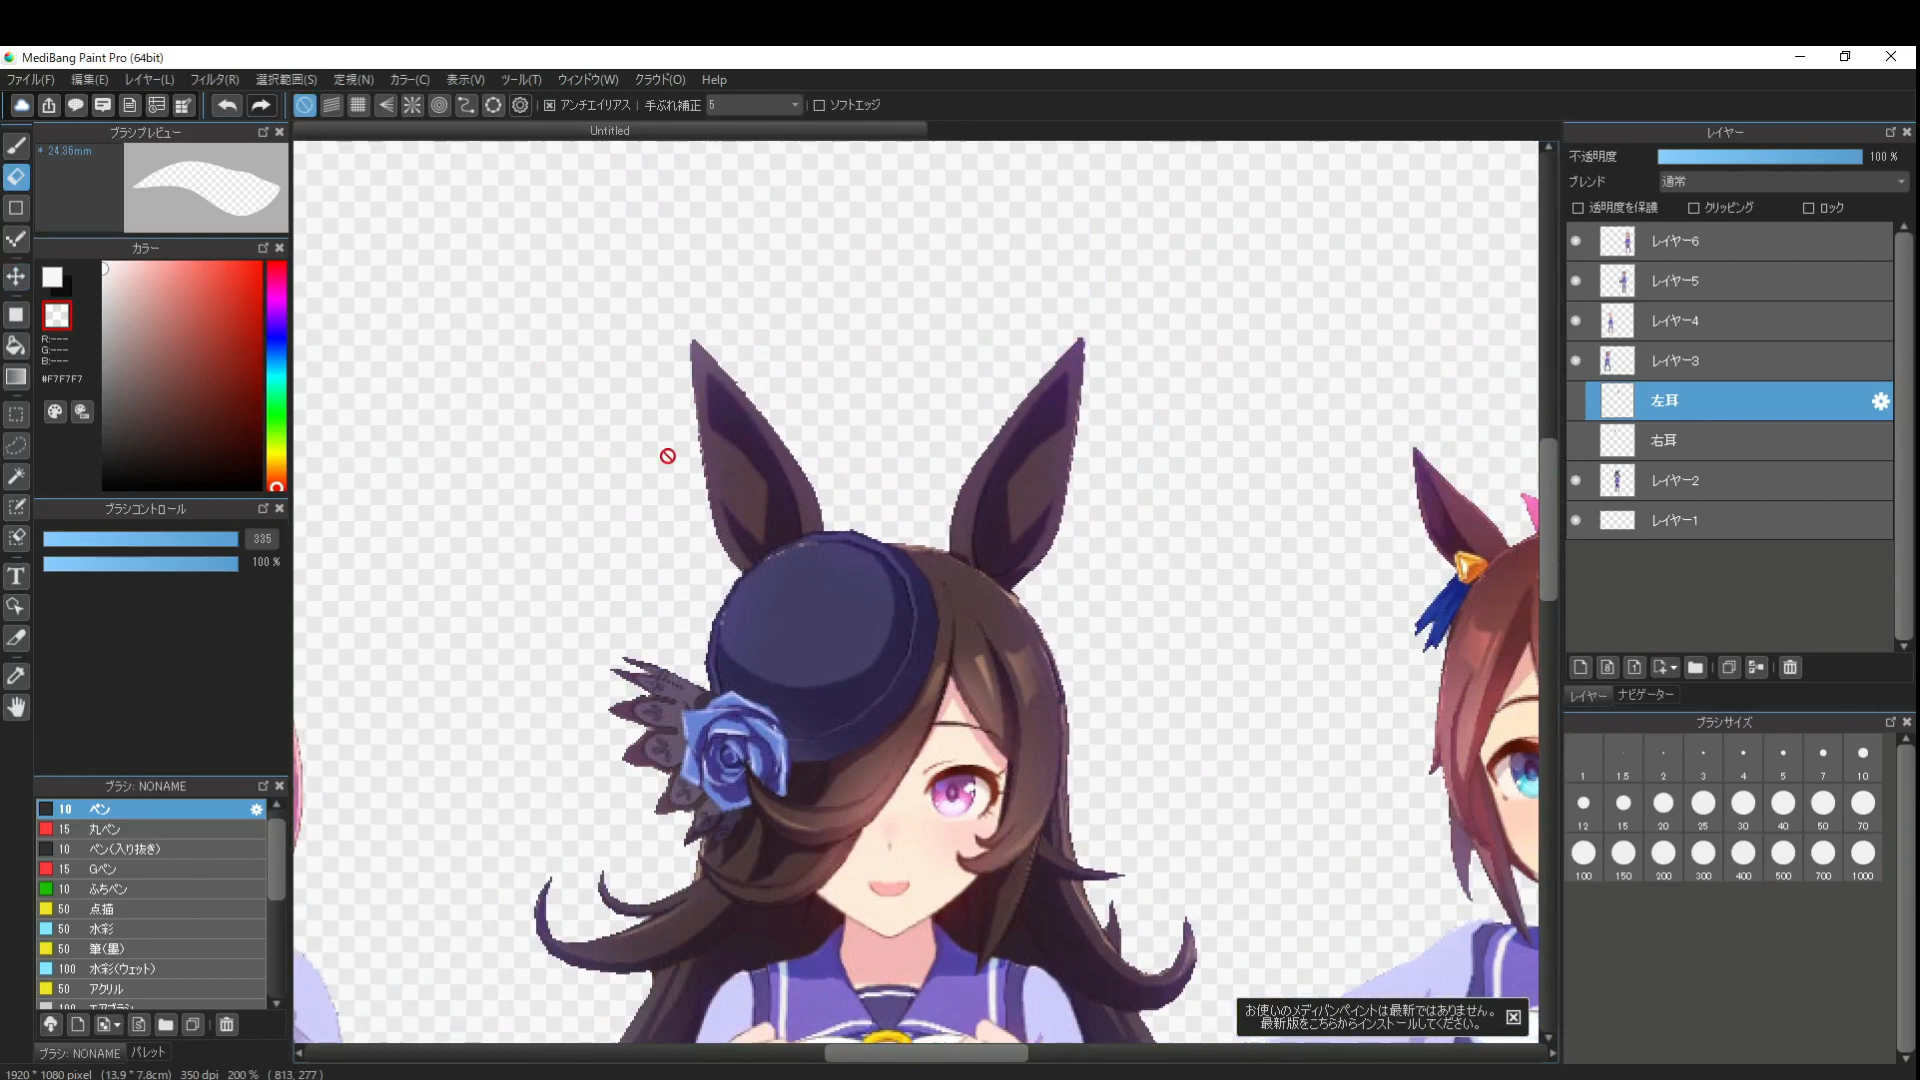 MediBang Paint Pro (64bit)
ファイル(F) 編集(E) レイヤー(L) フィルタ(R) 選択範囲(S) 定規(N) カラー(C) 表示(V) ツール(T) ウィンドウ(W) クラウド(O) Help
アンチエイリアス 手ぶれ補正 5 ソフトエッジ
ブラシプレビュー
Untitled
レイヤー
* 24.36mm
不透明度 100 %
ブレンド 通常
透明度を保護 クリッピング ロック
カラー
レイヤー6
レイヤー5
レイヤー4
レイヤー3
左耳
右耳
レイヤー2
レイヤー1
R:---
G:---
B:---
#F7F7F7
ブラシコントロール
335
100 %
T
レイヤー ナビゲーター
ブラシサイズ
1 1.5 2 3 4 5 7 10
12 15 20 25 30 40 50 70
100 150 200 300 400 500 700 1000
ブラシ: NONAME
10 ペン
15 丸ペン
10 ペン(入り抜き)
15 Gペン
10 ふちペン
50 点描
50 水彩
50 筆(墨)
100 水彩(ウェット)
50 アクリル
100 エアブラシ
お使いのメディバンペイントは最新ではありません。
最新版をこちらからインストールしてください。
ブラシ: NONAME パレット
1920 * 1080 pixel (13.9 * 7.8cm) 350 dpi 200 % ( 813, 277 )